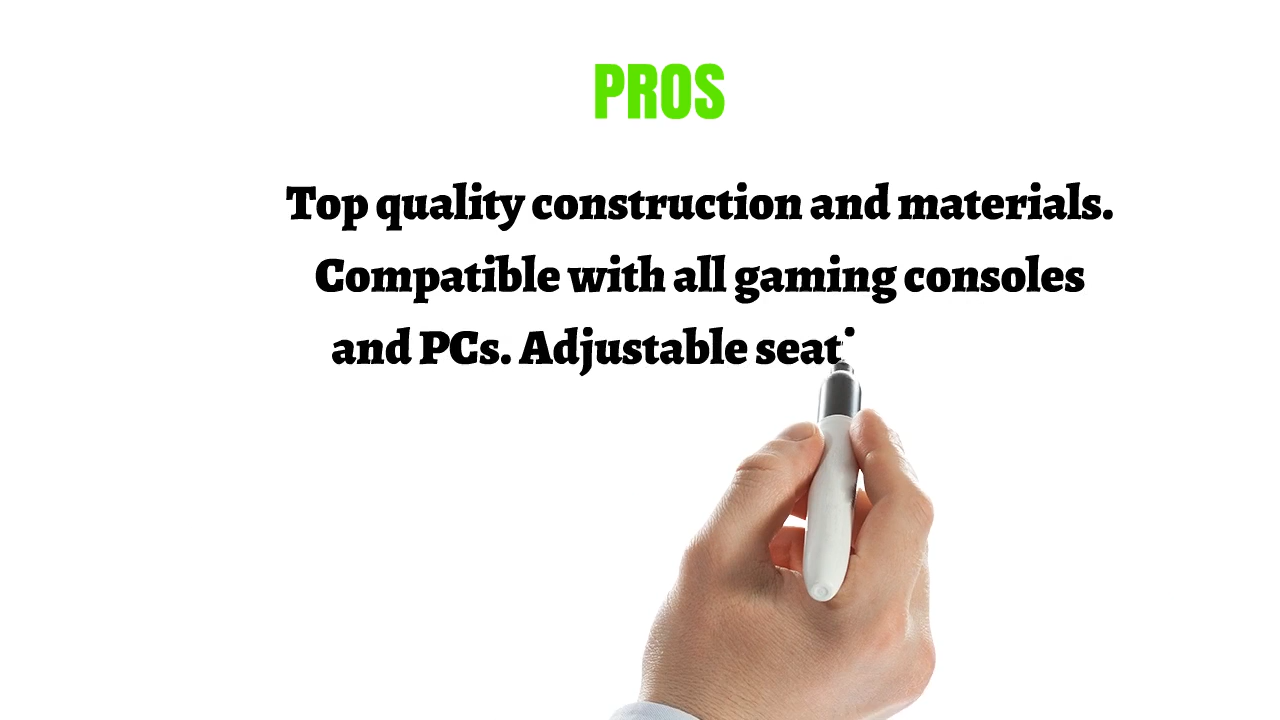 PROS
Top quality construction and materials.
Compatible with all gaming consoles
and PCs. Adjustable seat